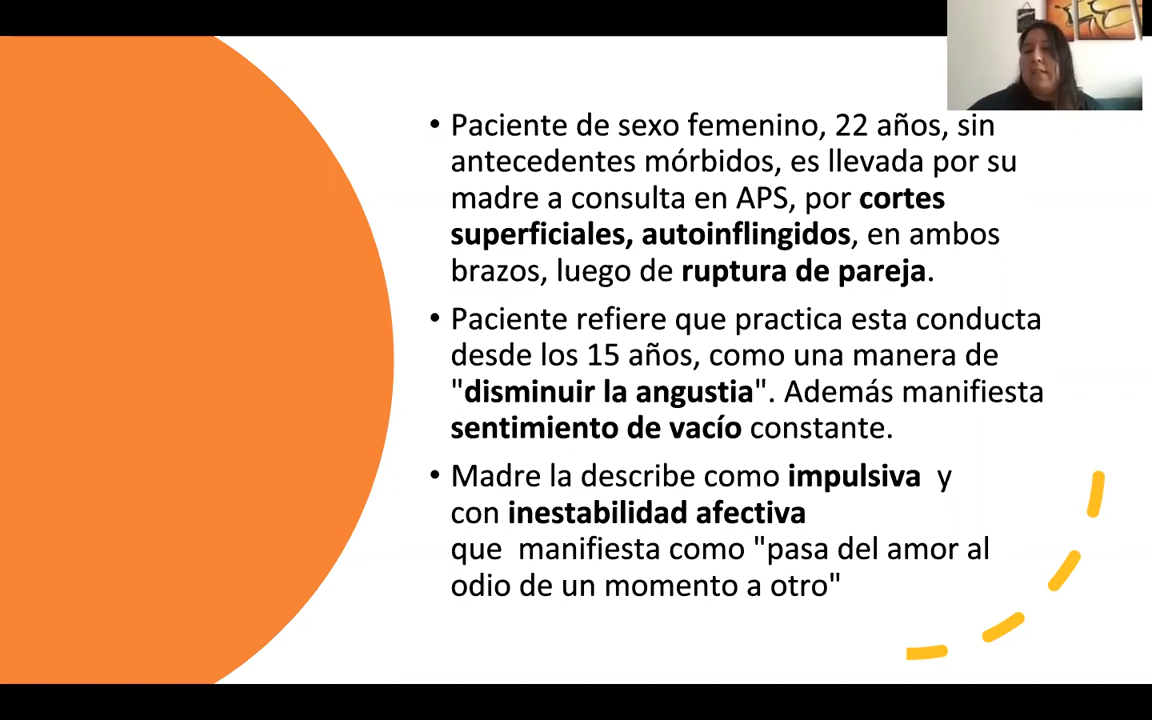 • Paciente de sexo femenino, 22 años, sin
antecedentes mórbidos, es llevada por su
madre a consulta en APS, por cortes
superficiales, autoinflingidos, en ambos
brazos, luego de ruptura de pareja.
• Paciente refiere que practica esta conducta
desde los 15 años, como una manera de
"disminuir la angustia". Además manifiesta
sentimiento de vacío constante.
• Madre la describe como impulsiva  y
con inestabilidad afectiva
que  manifiesta como "pasa del amor al
odio de un momento a otro"